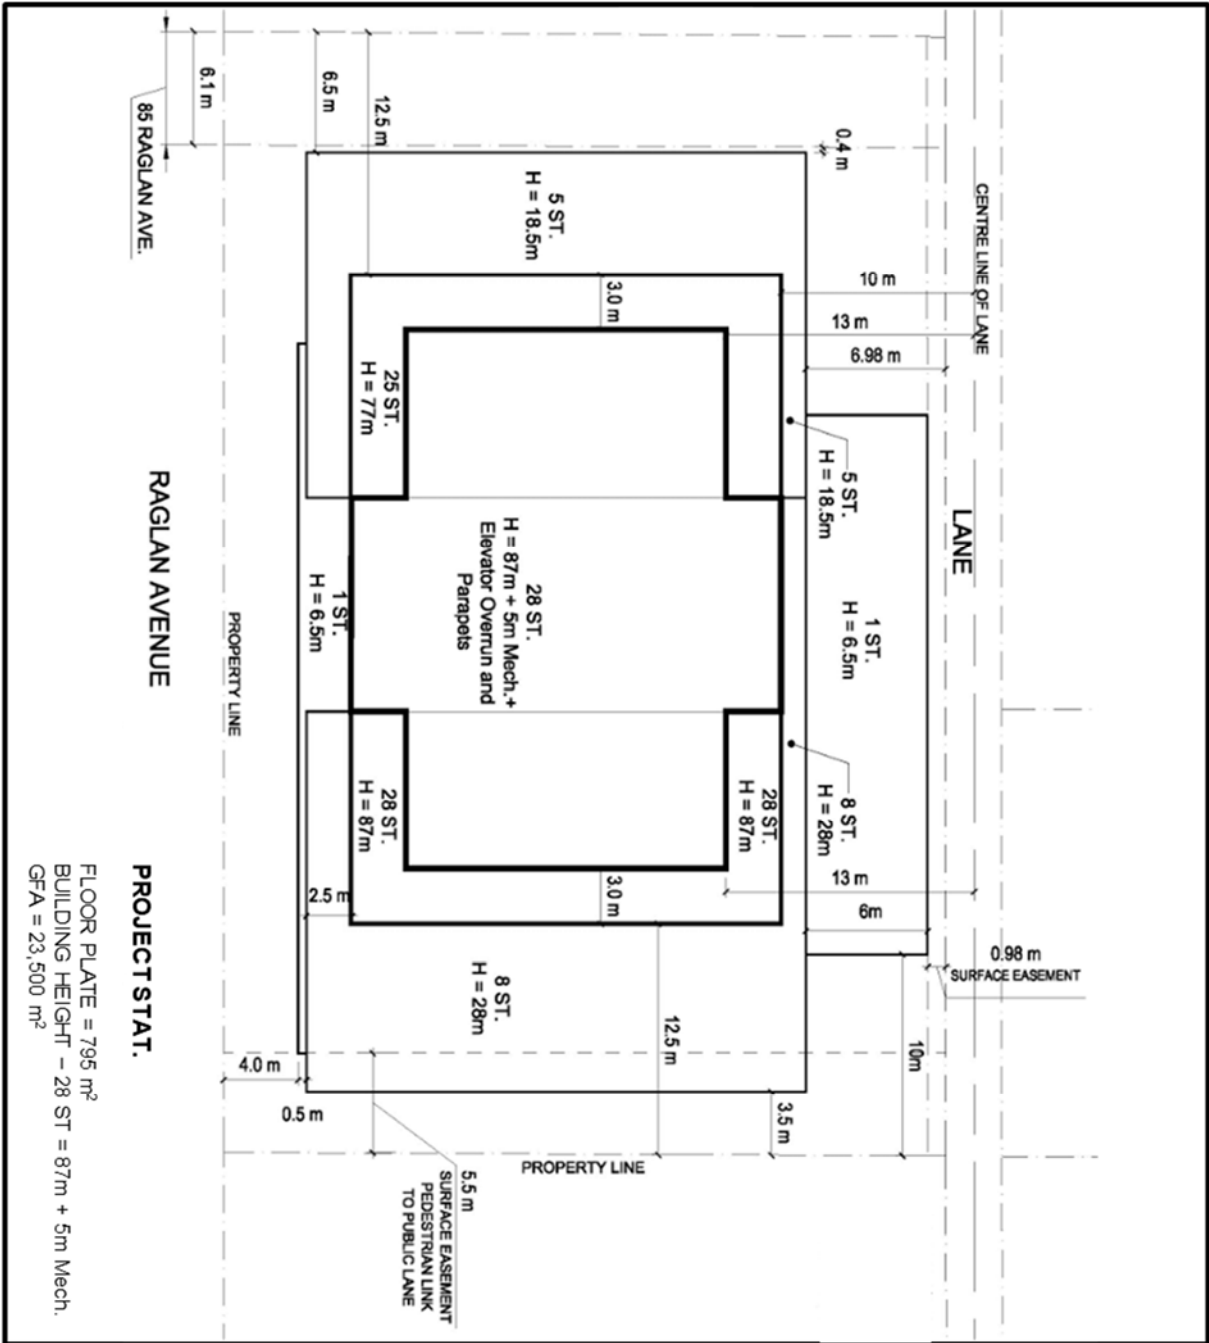 6.1 m
6.5 m
12.5 m
85 RAGLAN AVE.
0.4 m
CENTRE LINE OF LANE
5 ST.
H = 18.5m
10 m
13 m
6.98 m
3.0 m
25 ST.
H = 77m
5 ST.
H = 18.5m
LANE
RAGLAN AVENUE
PROPERTY LINE
1 ST.
H = 6.5m
28 ST.
H = 87m + 5m Mech.+
Elevator Overrun and
Parapets
1 ST.
H = 6.5m
28 ST.
H = 87m
28 ST.
H = 87m
8 ST.
H = 28m
13 m
6m
3.0 m
2.5 m
0.98 m
SURFACE EASEMENT
8 ST.
H = 28m
12.5 m
10m
4.0 m
0.5 m
3.5 m
PROPERTY LINE
5.5 m
SURFACE EASEMENT
PEDESTRIAN LINK
TO PUBLIC LANE
PROJECT STAT.
FLOOR PLATE = 795 m²
BUILDING HEIGHT - 28 ST = 87m + 5m Mech.
GFA = 23,500 m²